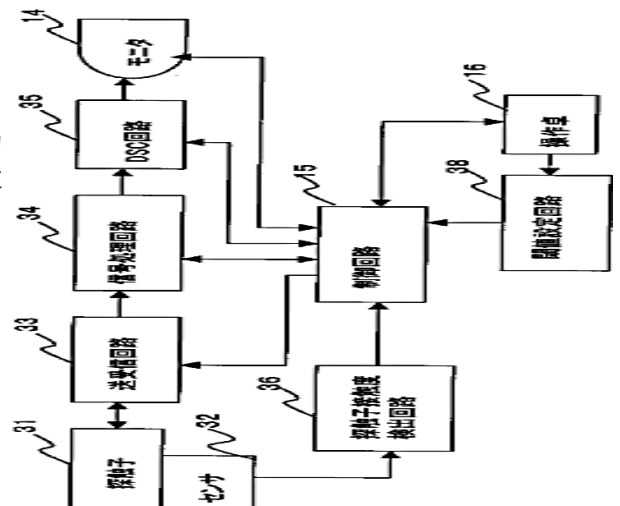 31
探触子
32
センサ
33
送受信回路
34
信号処理回路
35
DSC回路
14
モニタ
36
探触子接触度
検出回路
15
制御回路
38
閾値設定回路
16
操作卓